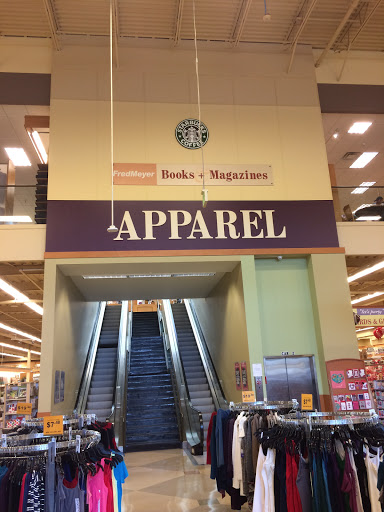 STARBUCKS
COFFEE
FredMeyer Books + Magazines
APPAREL